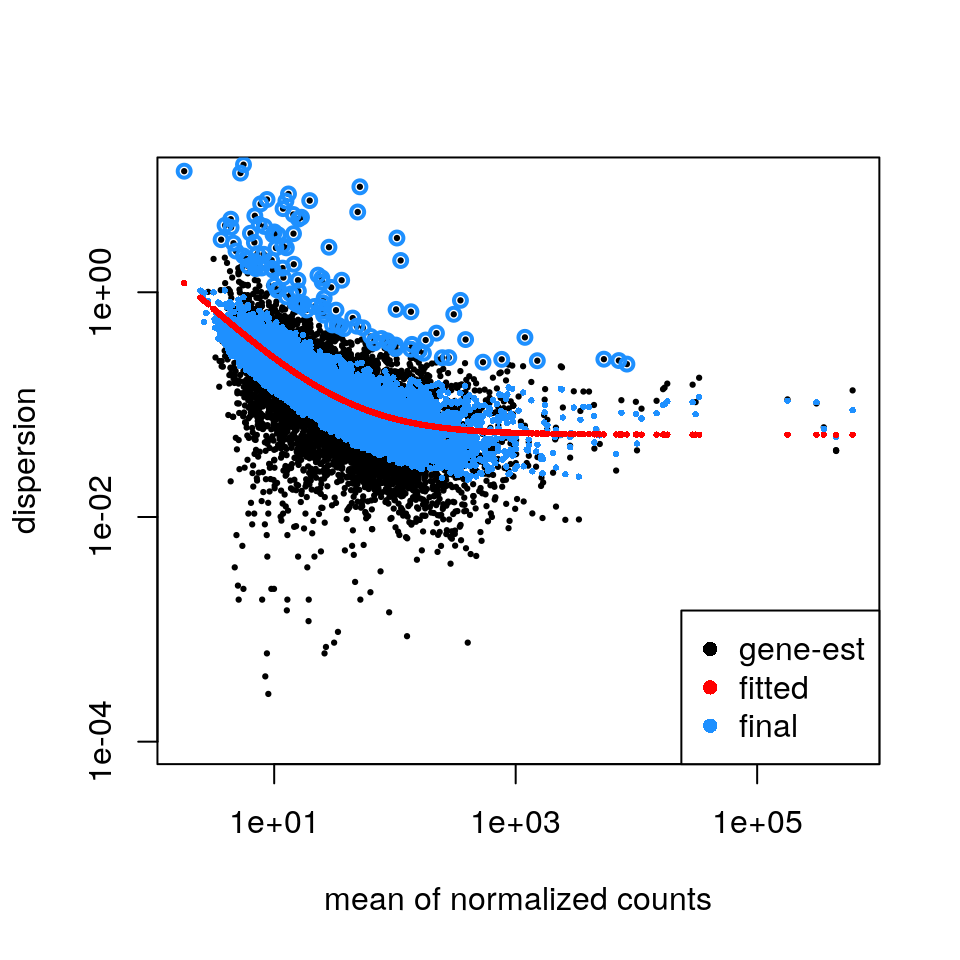 dispersion
1e+00
1e-02
1e-04
gene-est
fitted
final
1e+01
1e+03
1e+05
mean of normalized counts